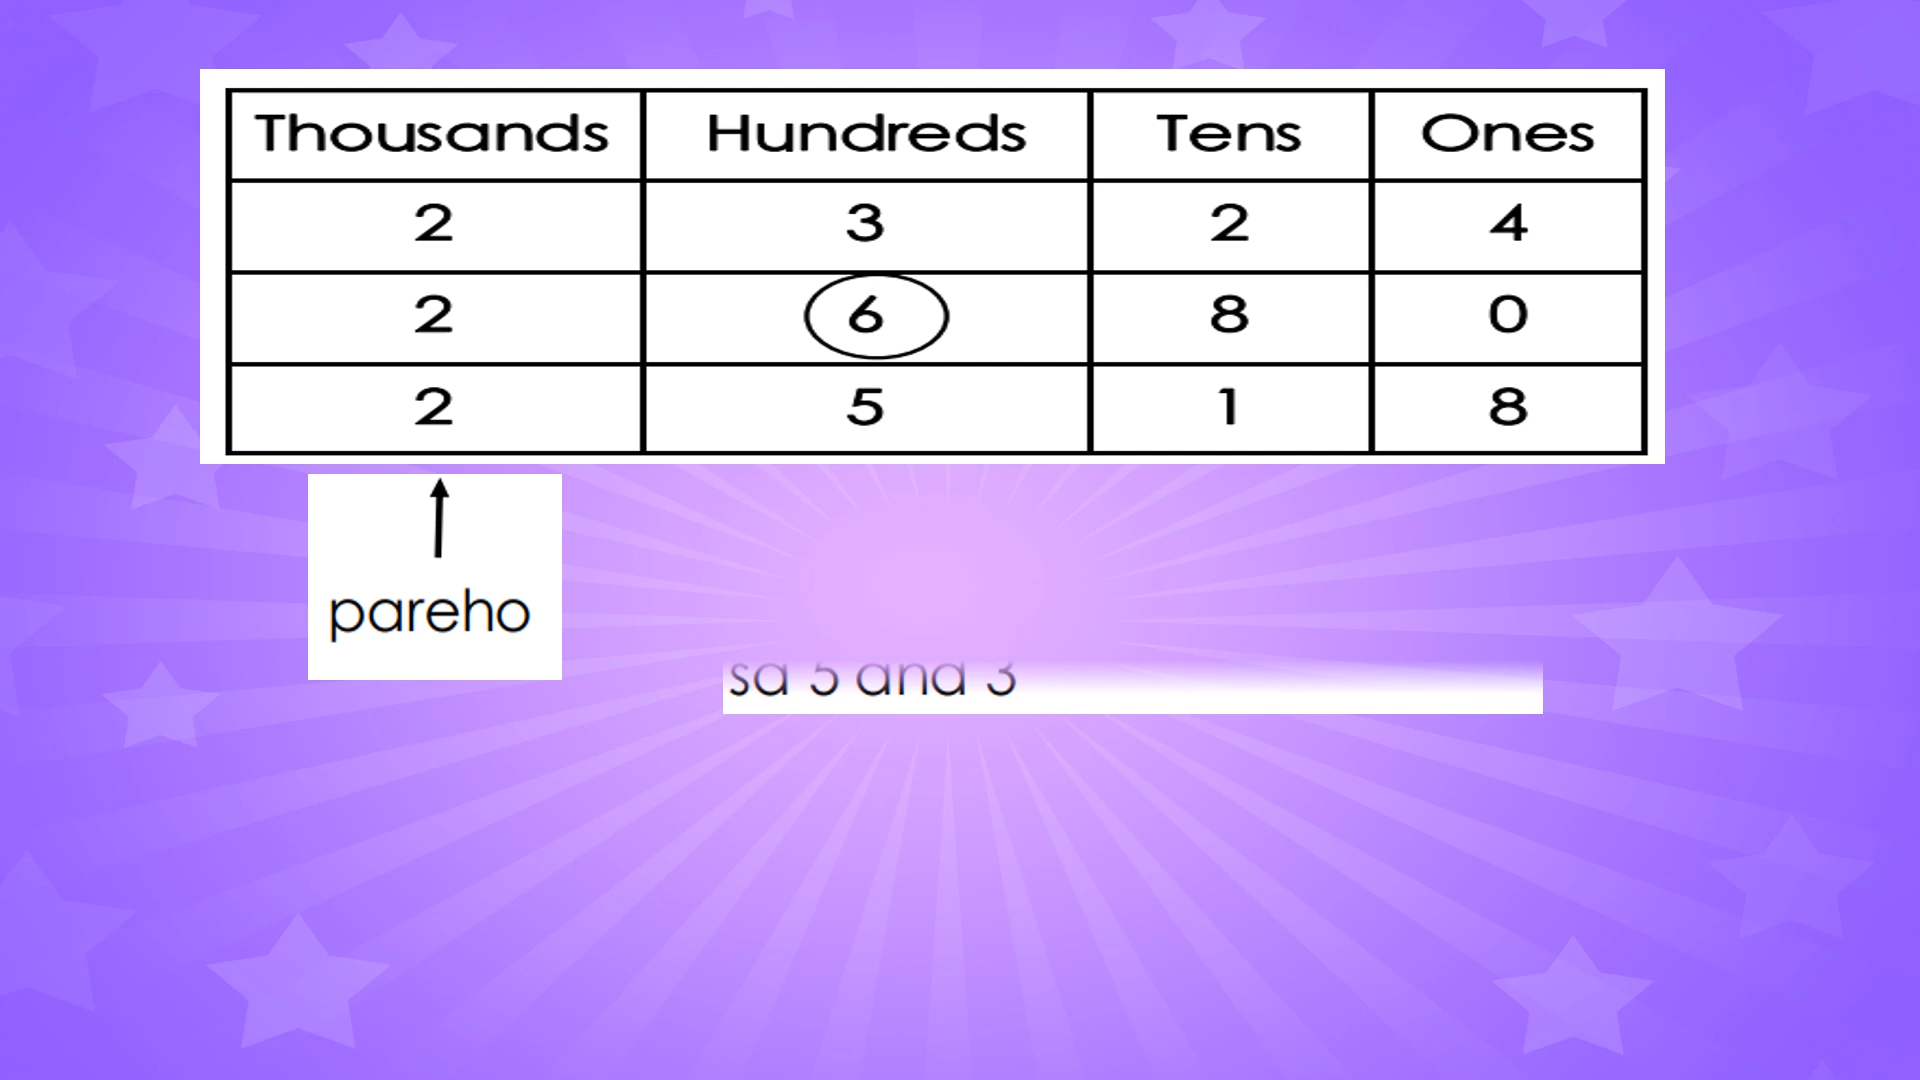 Thousands Hundreds Tens Ones
2 3 2 4
2 6 8 0
2 5 1 8
pareho
sa 5 and 3